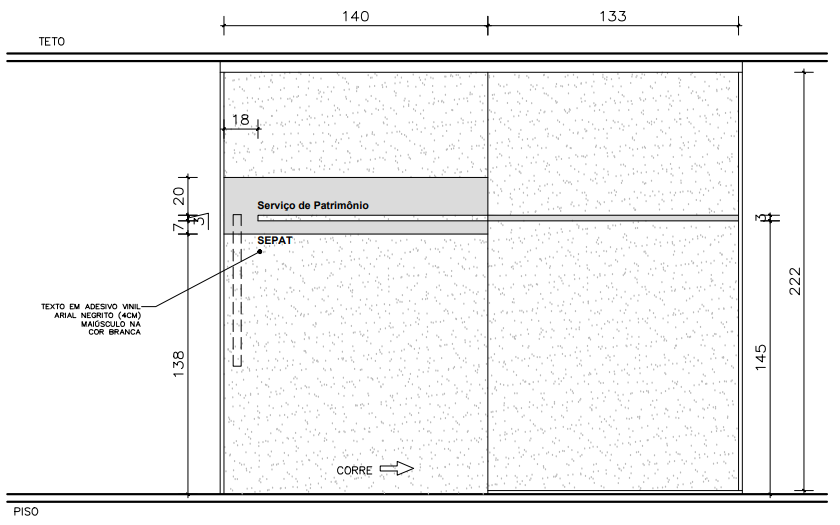 140
133
TETO
18
20
Serviço de Patrimônio
3
3
7
SEPAT
222
TEXTO EM ADESIVO VINIL
ARIAL NEGRITO (4CM)
MAIÚSCULO NA
COR BRANCA
138
145
CORRE
PISO